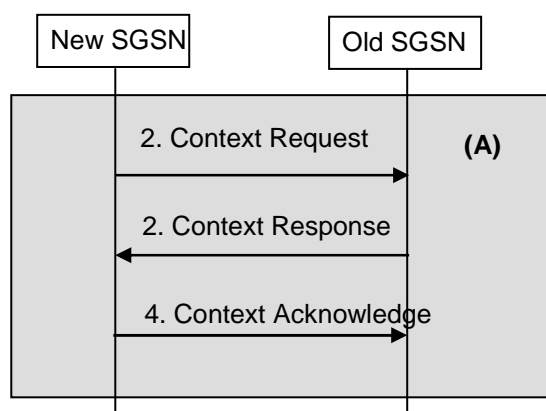 New SGSN
Old SGSN
2. Context Request
(A)
2. Context Response
4. Context Acknowledge